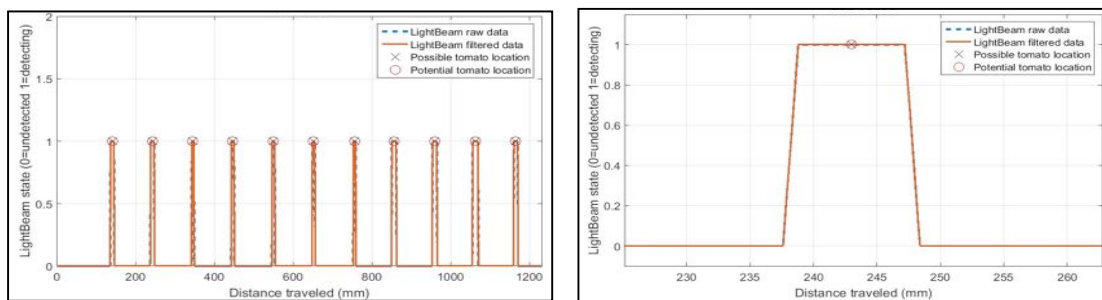 2
1.5
1
0.5
0
LightBeam state (0=undetected 1=detecting)
LightBeam raw data
LightBeam filtered data
Possible tomato location
Potential tomato location
0 200 400 600 800 1000 1200
Distance traveled (mm)
1
0.8
0.6
0.4
0.2
0
LightBeam state (0=undetected 1=detecting)
LightBeam raw data
LightBeam filtered data
Possible tomato location
Potential tomato location
230 235 240 245 250 255 260
Distance traveled (mm)